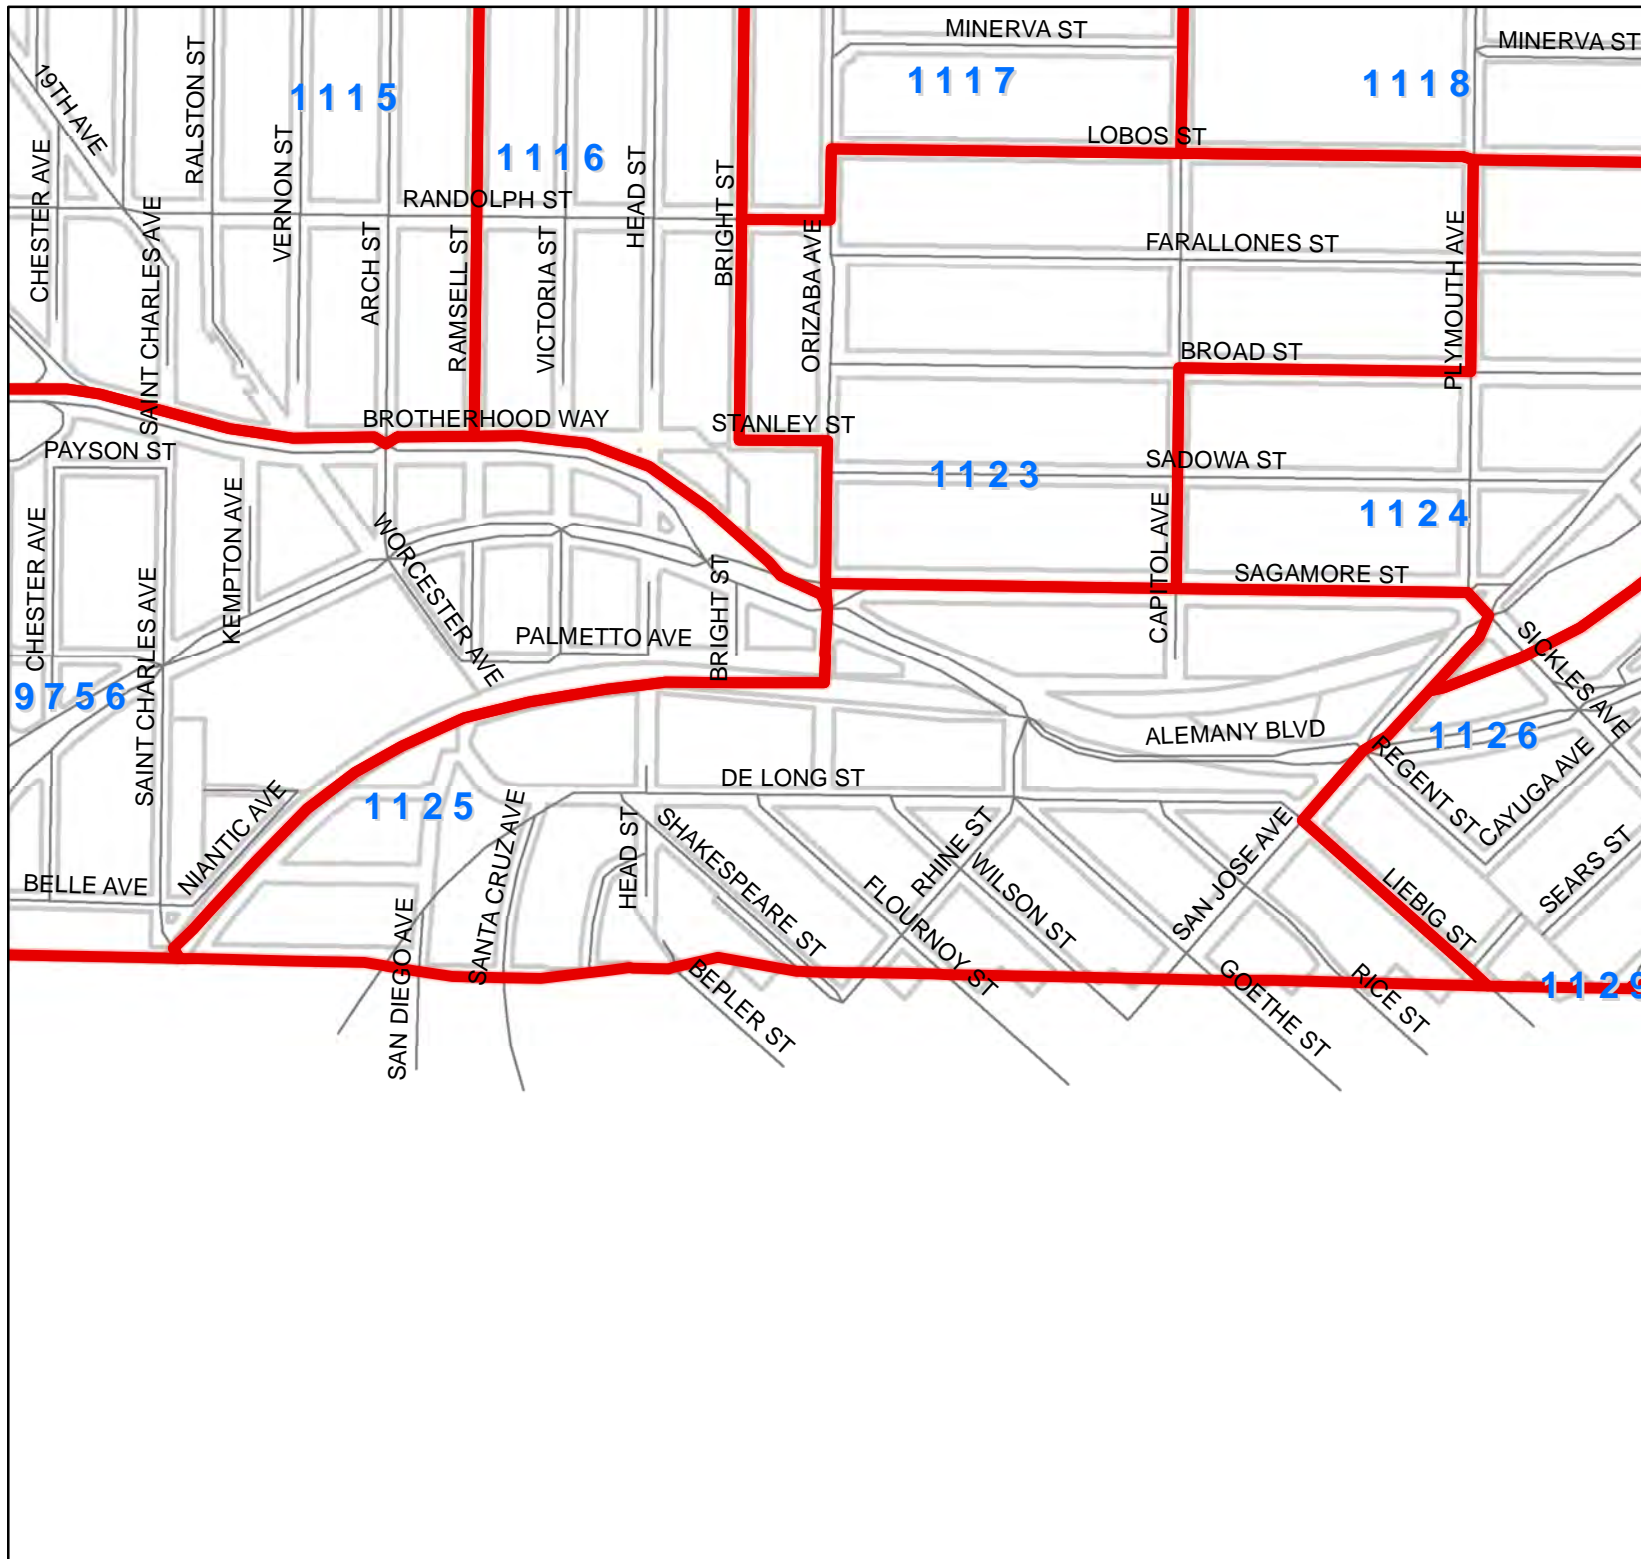 MINERVA ST
MINERVA ST
19TH AVE
RALSTON ST
1115
1117
1118
CHESTER AVE
VERNON ST
1116
HEAD ST
BRIGHT ST
LOBOS ST
SAINT CHARLES AVE
RANDOLPH ST
ARCH ST
RAMSELL ST
VICTORIA ST
ORIZABA AVE
FARALLONES ST
PLYMOUTH AVE
BROAD ST
BROTHERHOOD WAY
STANLEY ST
PAYSON ST
1123
SADOWA ST
1124
CHESTER AVE
KEMPTON AVE
WORCESTER AVE
CAPITOL AVE
SAINT CHARLES AVE
BRIGHT ST
SAGAMORE ST
PALMETTO AVE
SICKLES AVE
9756
ALEMANY BLVD
1126
REGENT ST
CAYUGA AVE
DE LONG ST
NIANTIC AVE
1125
SANTA CRUZ AVE
HEAD ST
SHAKESPEARE ST
RHINE ST
SAN JOSE AVE
SEARS ST
BELLE AVE
FLOURNOY ST
WILSON ST
LIEBIG ST
SAN DIEGO AVE
BEPLER ST
GOETHE ST
RICE ST
1129